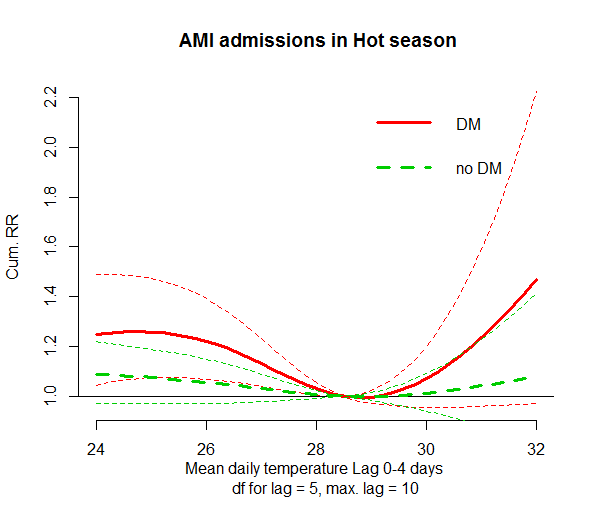 AMI admissions in Hot season
2.2
2.0
1.8
1.6
1.4
1.2
1.0
Cum. RR
DM
no DM
24 26 28 30 32
Mean daily temperature Lag 0-4 days
df for lag = 5, max. lag = 10